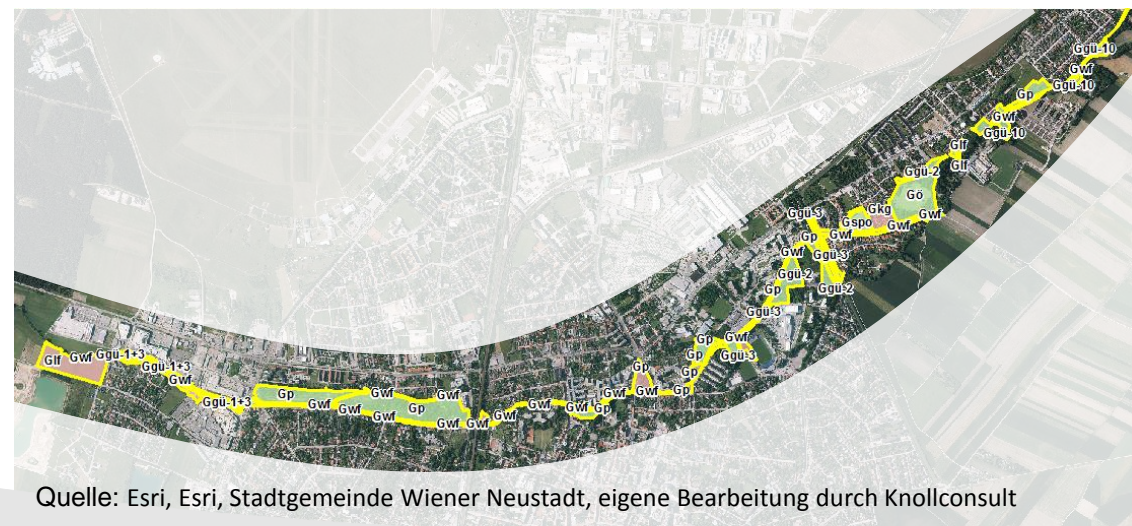 Ggü-10
Gwf
Ggü-10
Gp
Gwf
Ggü-10
Glf
Glf
Ggü-2
Gö
Gkg
Gwf
Ggü-3
Gspo
Gwf
Gwf
Gp
Gwf
Ggü-3
Ggü-2
Ggü-2
Gp
Ggü-3
Gwf
Gp
Ggü-3
Gp
Gp
Gp
Gp
Gwf
Gwf
Glf
Gwf
Ggü-1+3
Ggü-1+3
Gwf
Ggü-1+3
Gp
Gwf
Gwf
Gwf
Gwf
Gp
Gwf
Gwf
Gwf
Gwf
Gwf
Gwf
Gp
Quelle: Esri, Esri, Stadtgemeinde Wiener Neustadt, eigene Bearbeitung durch Knollconsult